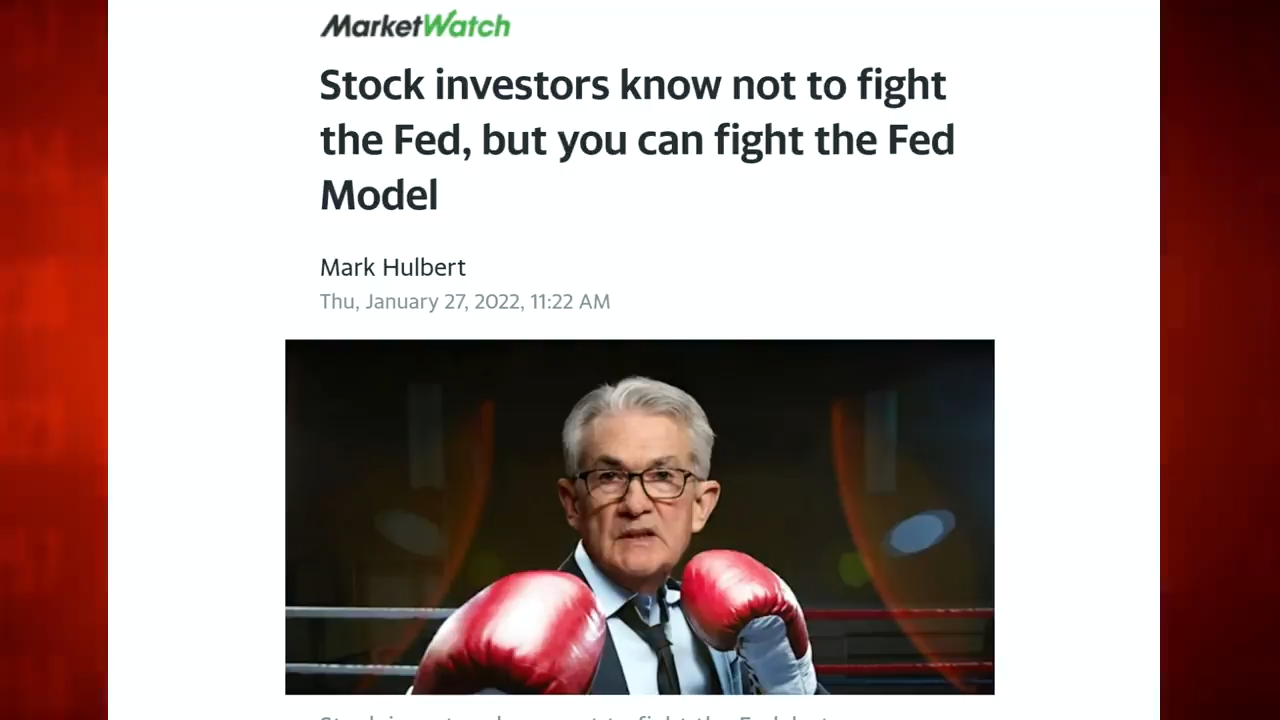 MarketWatch
Stock investors know not to fight
the Fed, but you can fight the Fed
Model
Mark Hulbert
Thu, January 27, 2022, 11:22 AM